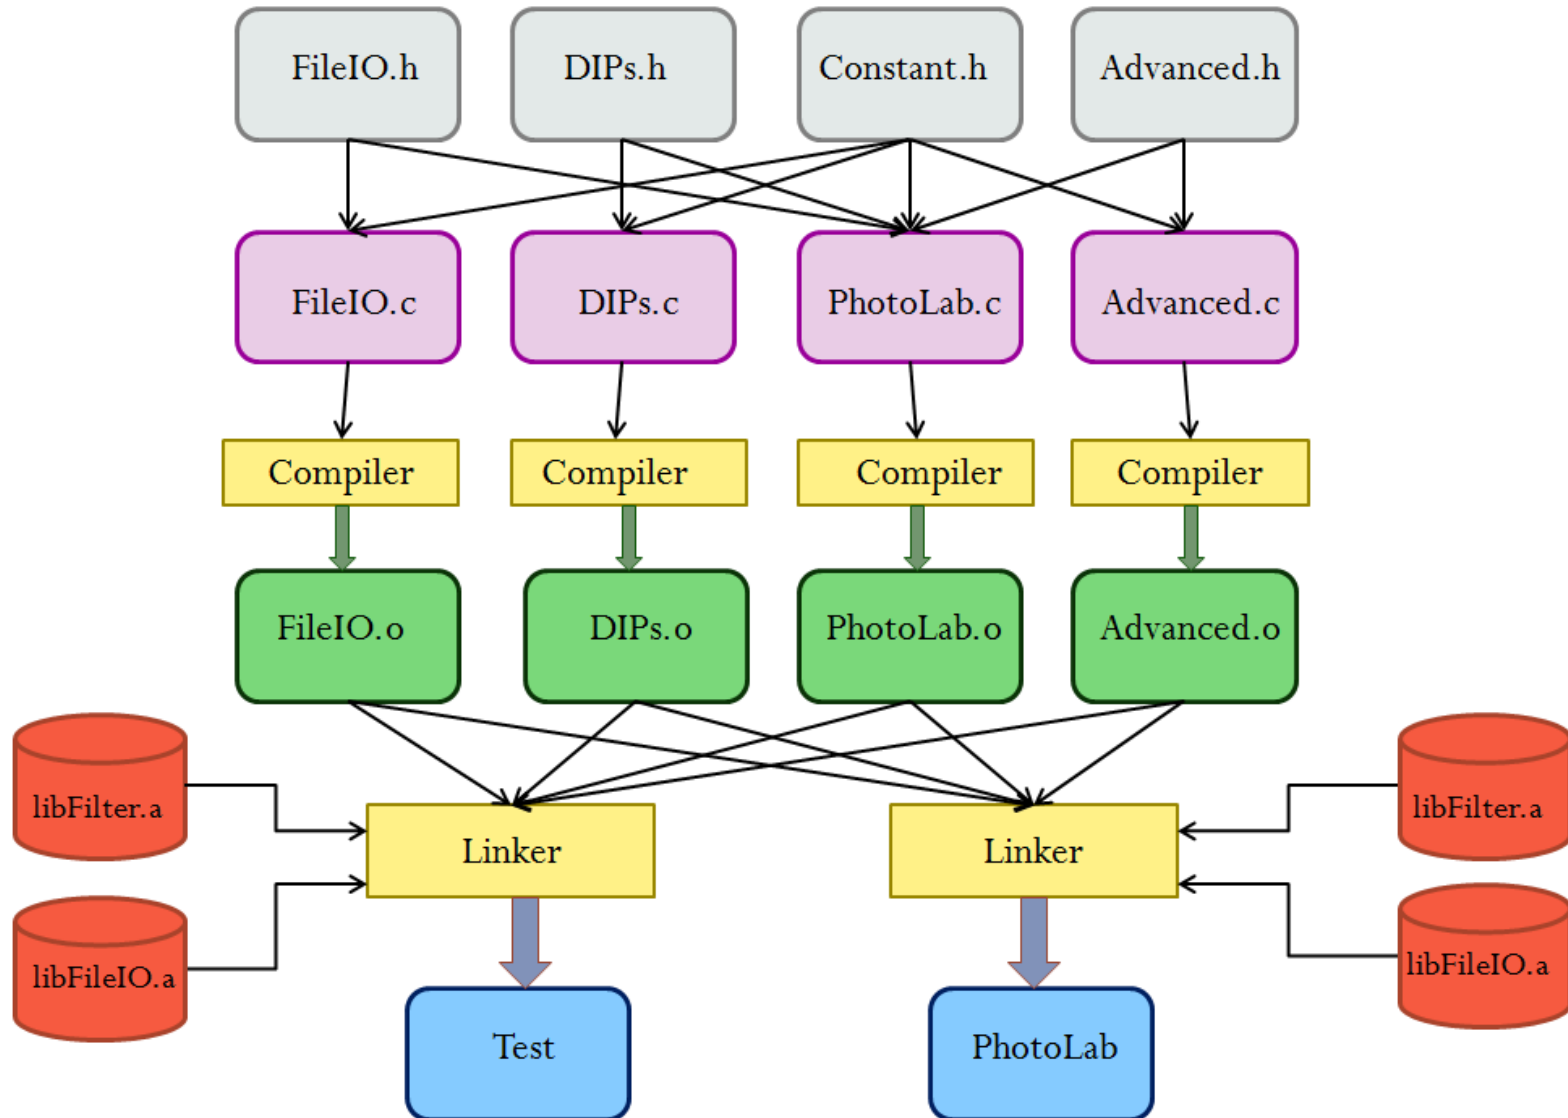 FileIO.h
DIPs.h
Constant.h
Advanced.h
FileIO.c
DIPs.c
PhotoLab.c
Advanced.c
Compiler
Compiler
Compiler
Compiler
FileIO.o
DIPs.o
PhotoLab.o
Advanced.o
libFilter.a
libFilter.a
Linker
Linker
libFileIO.a
libFileIO.a
Test
PhotoLab